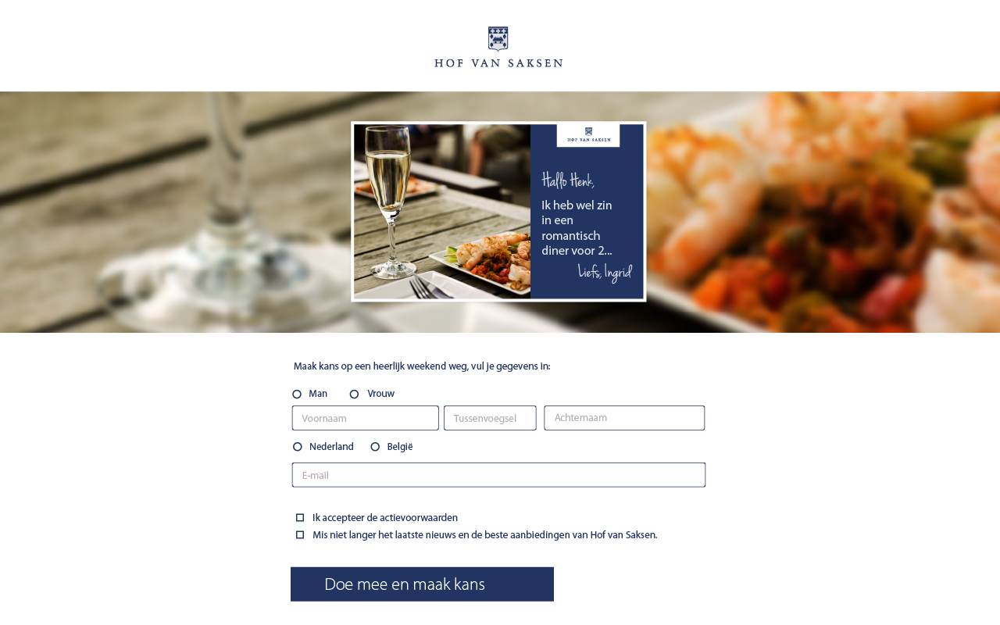 HOF VAN SAKSEN
HOF VAN SAKSEN
Hallo Henk,
Ik heb wel zin
in een
romantisch
diner voor 2...
Liefs, Ingrid
Maak kans op een heerlijk weekend weg, vul je gegevens in:
Man Vrouw
Voornaam Tussenvoegsel Achternaam
Nederland België
E-mail
Ik accepteer de actievoorwaarden
Mis niet langer het laatste nieuws en de beste aanbiedingen van Hof van Saksen.
Doe mee en maak kans